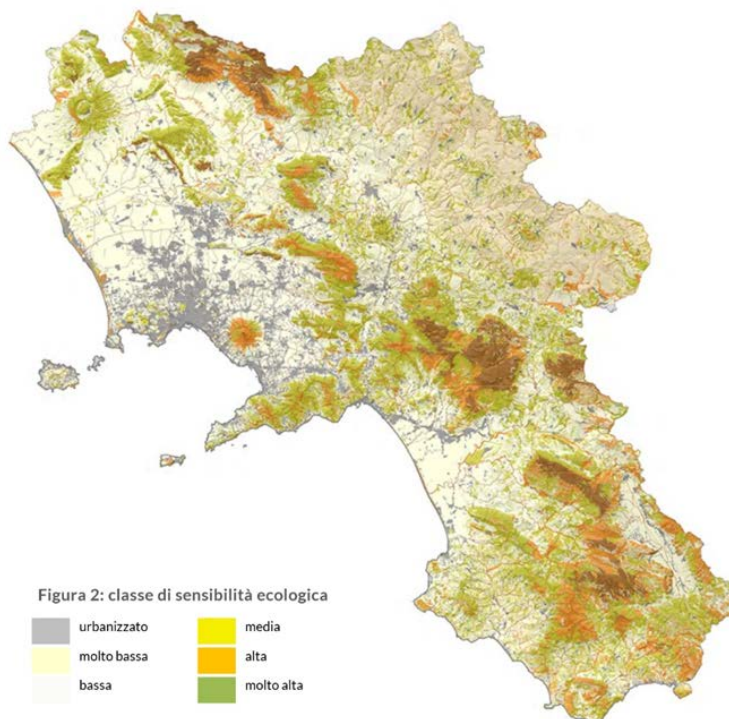 Figura 2: classe di sensibilità ecologica
urbanizzato
molto bassa
bassa
media
alta
molto alta